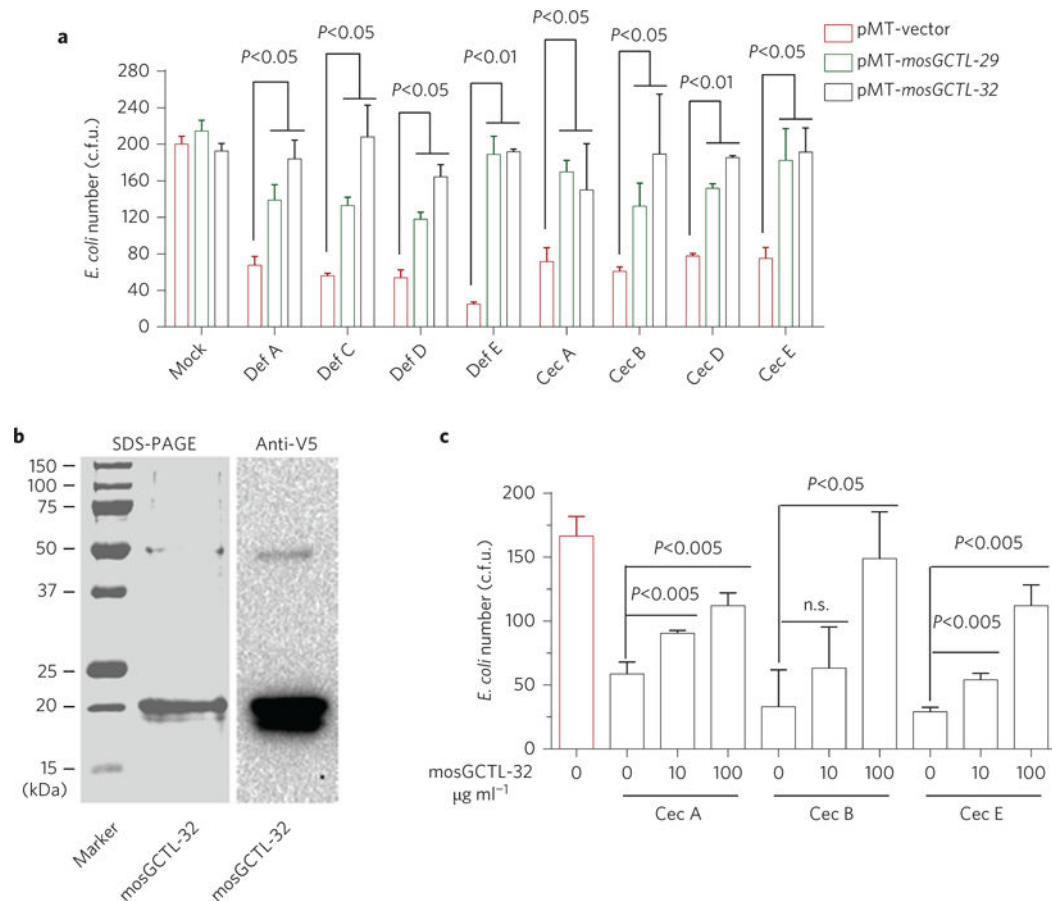 a
P<0.05
P<0.05
P<0.05
P<0.01
P<0.05
P<0.05
P<0.01
P<0.05
pMT-vector
pMT-mosGCTL-29
pMT-mosGCTL-32
E. coli number (c.f.u.)
280
240
200
160
120
80
40
0
Mock
Def A
Def C
Def D
Def E
Cec A
Cec B
Cec D
Cec E
b
SDS-PAGE
Anti-V5
150
100
75
50
37
25
20
15
(kDa)
Marker
mosGCTL-32
mosGCTL-32
c
E. coli number (c.f.u.)
200
150
100
50
0
P<0.005
P<0.005
P<0.05
n.s.
P<0.005
P<0.005
mosGCTL-32 0 0 10 100 0 10 100 0 10 100
µg ml⁻¹
Cec A Cec B Cec E